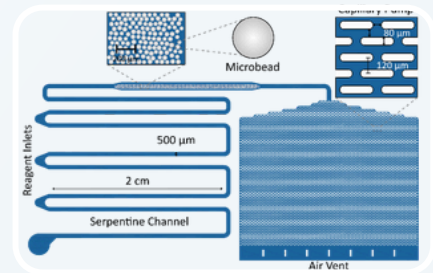 Capillary Pump
80 µm
120 µm
Microbead
Reagent Inlets
500 µm
2 cm
Serpentine Channel
Air Vent